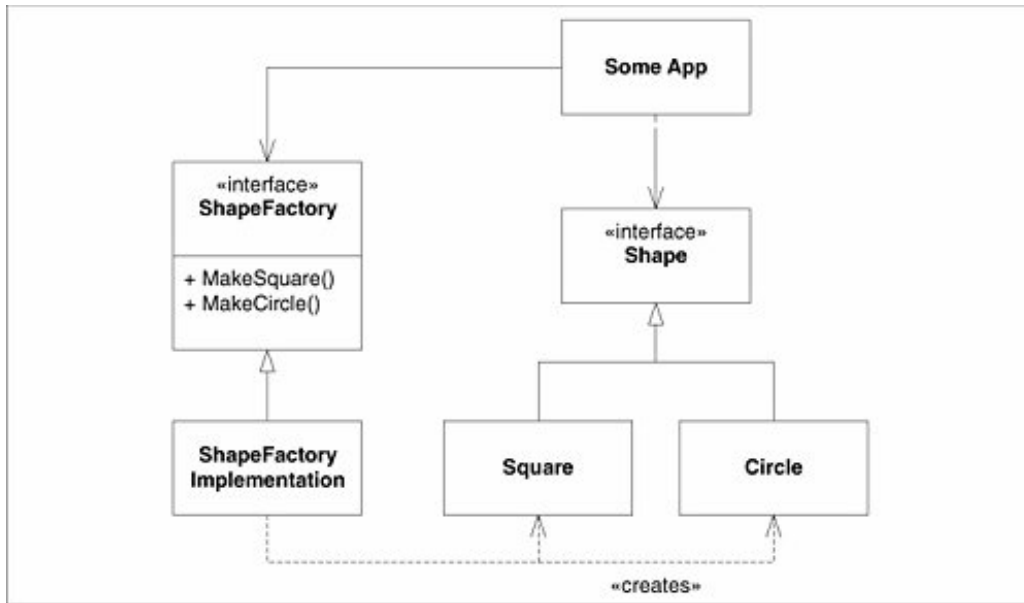 Some App
«interface»
ShapeFactory
+ MakeSquare()
+ MakeCircle()
«interface»
Shape
ShapeFactory
Implementation
Square
Circle
«creates»